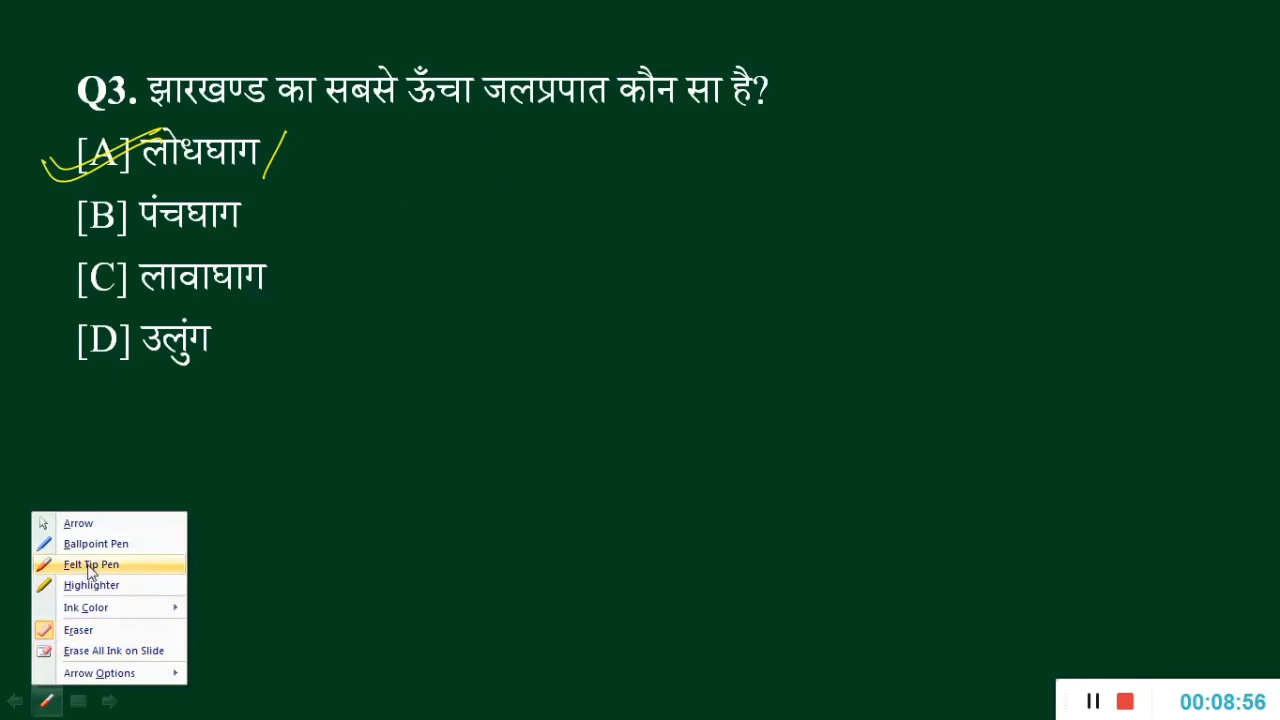 Q3. झारखण्ड का सबसे ऊँचा जलप्रपात कौन सा है?
[A] लोधघाग
[B] पंचघाग
[C] लावाघाग
[D] उलुंग
Arrow
Ballpoint Pen
Felt Tip Pen
Highlighter
Ink Color
Eraser
Erase All Ink on Slide
Arrow Options
00:08:56